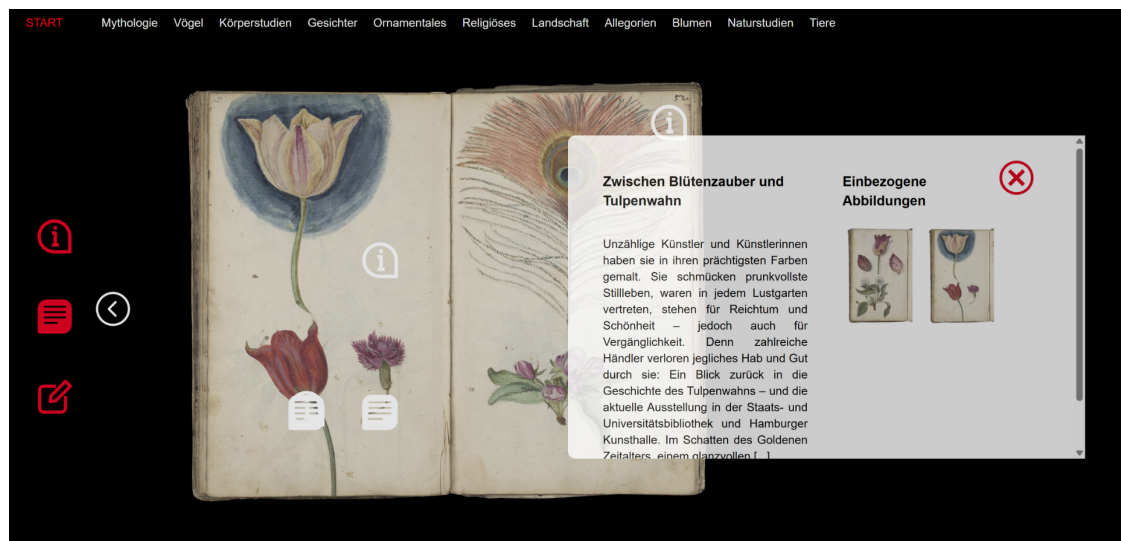 START Mythologie Vögel Körperstudien Gesichter Ornamentales Religiöses Landschaft Allegorien Blumen Naturstudien Tiere
52
Zwischen Blütenzauber und
Tulpenwahn
Unzählige Künstler und Künstlerinnen
haben sie in ihren prächtigsten Farben
gemalt. Sie schmücken prunkvollste
Stillleben, waren in jedem Lustgarten
vertreten, stehen für Reichtum und
Schönheit – jedoch auch für
Vergänglichkeit. Denn zahlreiche
Händler verloren jegliches Hab und Gut
durch sie: Ein Blick zurück in die
Geschichte des Tulpenwahns – und die
aktuelle Ausstellung in der Staats- und
Universitätsbibliothek und Hamburger
Kunsthalle. Im Schatten des Goldenen
Zeitalters, einem glanzvollen [...]
Einbezogene
Abbildungen